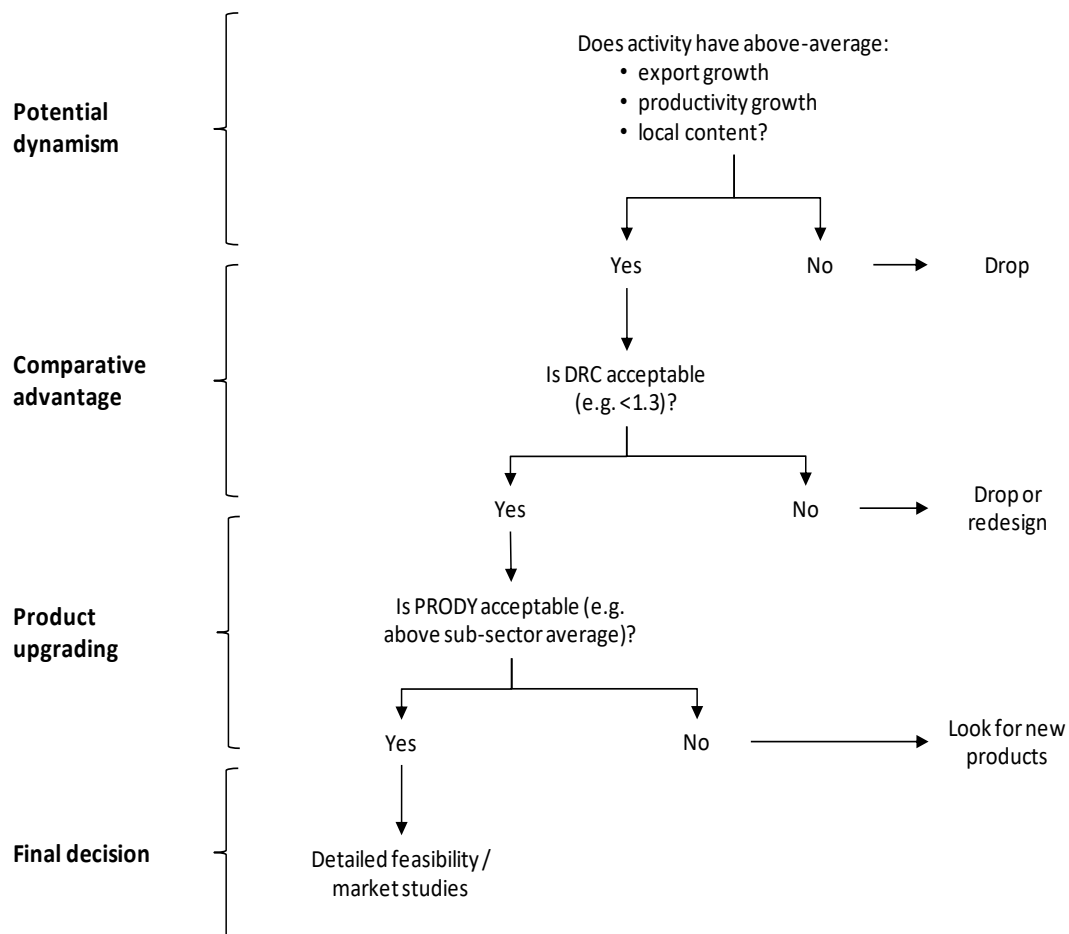 Does activity have above-average:
• export growth
• productivity growth
• local content?
Potential
dynamism
Yes
No
Drop
Comparative
advantage
Is DRC acceptable
(e.g. <1.3)?
Yes
No
Drop or
redesign
Product
upgrading
Is PRODY acceptable (e.g.
above sub-sector average)?
Yes
No
Look for new
products
Final decision
Detailed feasibility /
market studies